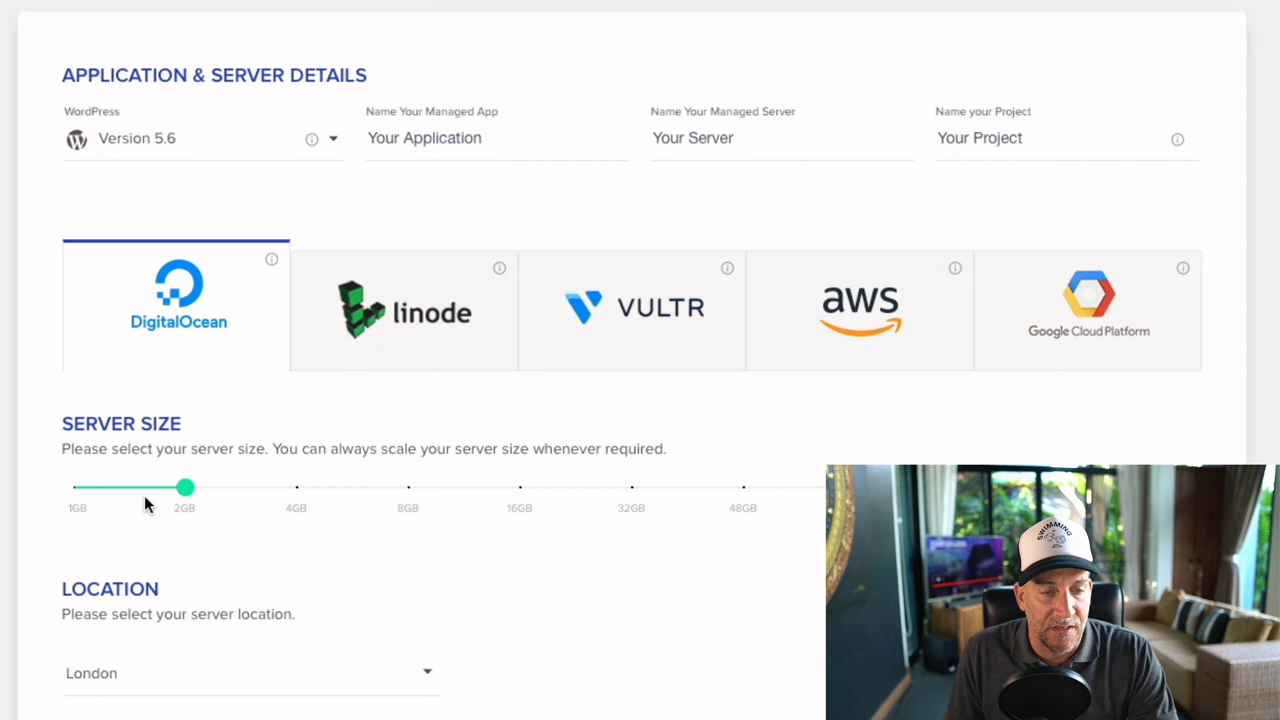 APPLICATION & SERVER DETAILS
WordPress
Version 5.6
Name Your Managed App
Your Application
Name Your Managed Server
Your Server
Name your Project
Your Project
DigitalOcean
linode
VULTR
aws
Google Cloud Platform
SERVER SIZE
Please select your server size. You can always scale your server size whenever required.
1GB 2GB 4GB 8GB 16GB 32GB 48GB
LOCATION
Please select your server location.
London
SWIMMING